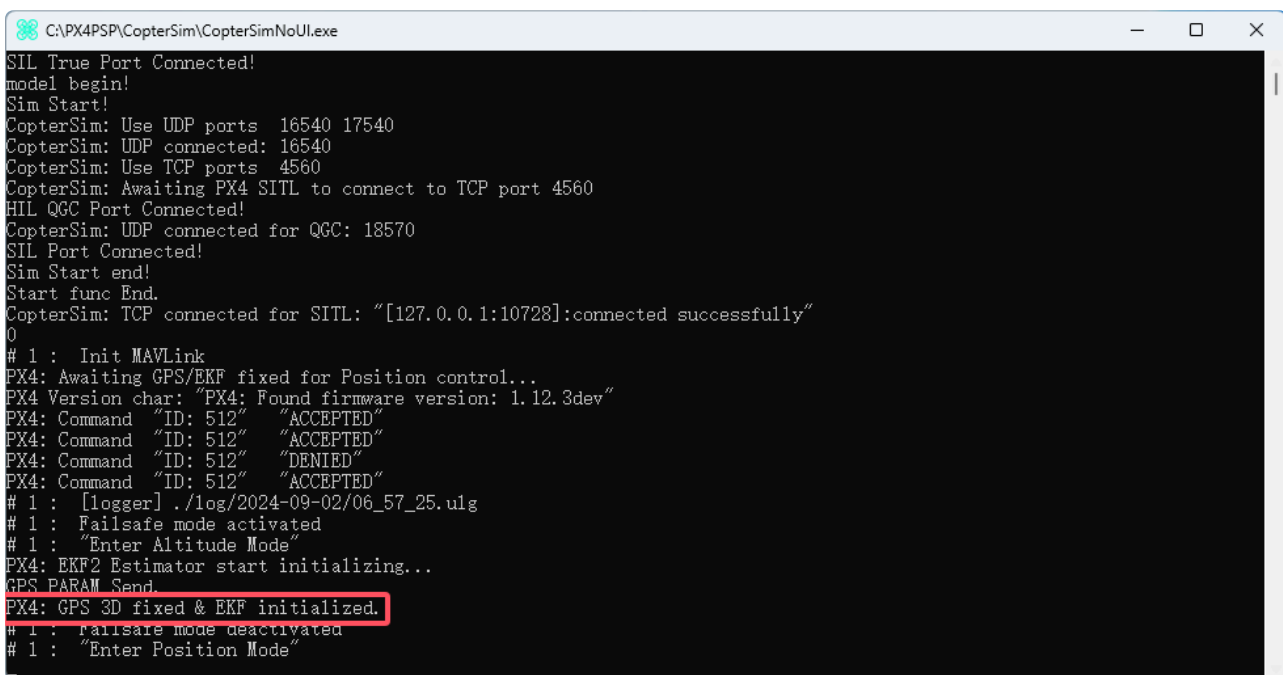 C:\PX4PSP\CopterSim\CopterSimNoUI.exe
SIL True Port Connected!
model begin!
Sim Start!
CopterSim: Use UDP ports  16540 17540
CopterSim: UDP connected: 16540
CopterSim: Use TCP ports  4560
CopterSim: Awaiting PX4 SITL to connect to TCP port 4560
HIL QGC Port Connected!
CopterSim: UDP connected for QGC: 18570
SIL Port Connected!
Sim Start end!
Start func End.
CopterSim: TCP connected for SITL: "[127.0.0.1:10728]:connected successfully"
0
# 1 :  Init MAVLink
PX4: Awaiting GPS/EKF fixed for Position control...
PX4 Version char: "PX4: Found firmware version: 1.12.3dev"
PX4: Command  "ID: 512"   "ACCEPTED"
PX4: Command  "ID: 512"   "ACCEPTED"
PX4: Command  "ID: 512"   "DENIED"
PX4: Command  "ID: 512"   "ACCEPTED"
# 1 :  [logger] ./log/2024-09-02/06_57_25.ulg
# 1 :  Failsafe mode activated
# 1 :  "Enter Altitude Mode"
PX4: EKF2 Estimator start initializing...
GPS PARAM Send.
PX4: GPS 3D fixed & EKF initialized.
# 1 :  Failsafe mode deactivated
# 1 :  "Enter Position Mode"